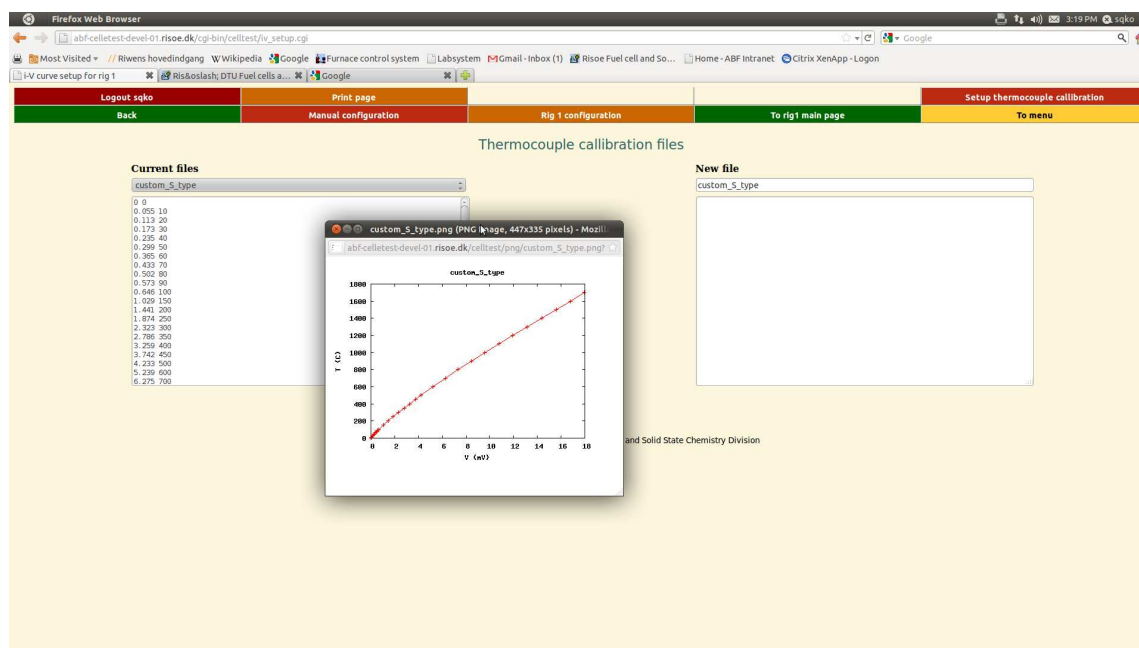 Firefox Web Browser 3:19 PM sqko
abf-celletest-devel-01.risoe.dk/cgi-bin/celltest/iv_setup.cgi Google
Most Visited Riwens hovedindgang Wikipedia Google Furnace control system Labsystem Gmail - Inbox (1) Risoe Fuel cell and So... Home - ABF Intranet Citrix XenApp - Logon
i-V curve setup for rig 1 Ris&oslash; DTU Fuel cells a... Google
Logout sqko Print page Setup thermocouple callibration
Back Manual configuration Rig 1 configuration To rig1 main page To menu
Thermocouple callibration files
Current files
custom_S_type
0 0
0.055 10
0.113 20
0.173 30
0.235 40
0.299 50
0.365 60
0.433 70
0.502 80
0.573 90
0.646 100
1.029 150
1.441 200
1.874 250
2.323 300
2.786 350
3.259 400
3.742 450
4.233 500
5.239 600
6.275 700
New file
custom_S_type
custom_S_type.png (PNG Image, 447x335 pixels) - Mozill
abf-celletest-devel-01.risoe.dk/celltest/png/custom_S_type.png?
custom_S_type
1800
1600
1400
1200
1000
800
600
400
200
0
T (C)
0 2 4 6 8 10 12 14 16 18
V (mV)
and Solid State Chemistry Division